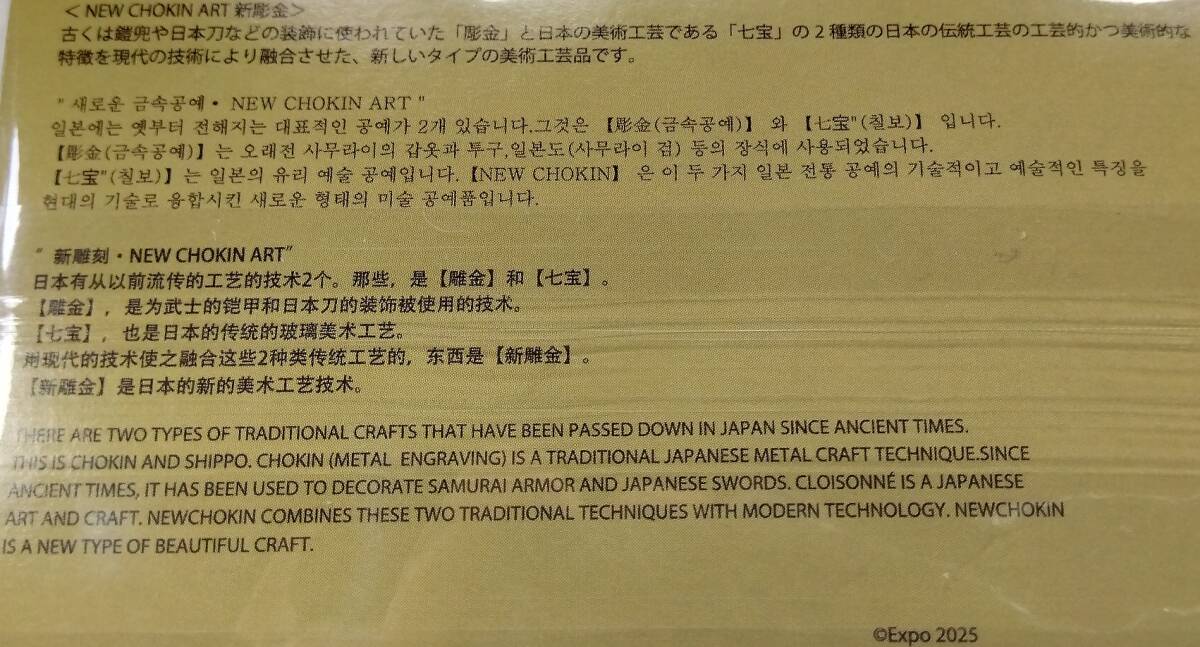 ＜NEW CHOKIN ART 新彫金＞
古くは鎧兜や日本刀などの装飾に使われていた「彫金」と日本の美術工芸である「七宝」の２種類の日本の伝統工芸の工芸的かつ美術的な
特徴を現代の技術により融合させた、新しいタイプの美術工芸品です。
" 새로운 금속공예・ NEW CHOKIN ART "
일본에는 옛부터 전해지는 대표적인 공예가 2개 있습니다.그것은 【彫金(금속공예)】 와 【七宝"(칠보)】 입니다.
【彫金(금속공예)】는 오래전 사무라이의 갑옷과 투구,일본도(사무라이 검) 등의 장식에 사용되었습니다.
【七宝"(칠보)】는 일본의 유리 예술 공예입니다.【NEW CHOKIN】 은 이 두 가지 일본 전통 공예의 기술적이고 예술적인 특징을
현대의 기술로 융합시킨 새로운 형태의 미술 공예품입니다.
" 新雕刻・NEW CHOKIN ART"
日本有从以前流传的工艺的技术2个。那些，是【雕金】和【七宝】。
【雕金】，是为武士的铠甲和日本刀的装饰被使用的技术。
【七宝】，也是日本的传统的玻璃美术工艺。
用现代的技术使之融合这些2种类传统工艺的，东西是【新雕金】。
【新雕金】是日本的新的美术工艺技术。
THERE ARE TWO TYPES OF TRADITIONAL CRAFTS THAT HAVE BEEN PASSED DOWN IN JAPAN SINCE ANCIENT TIMES.
THIS IS CHOKIN AND SHIPPO. CHOKIN (METAL ENGRAVING) IS A TRADITIONAL JAPANESE METAL CRAFT TECHNIQUE.SINCE
ANCIENT TIMES, IT HAS BEEN USED TO DECORATE SAMURAI ARMOR AND JAPANESE SWORDS. CLOISONNÉ IS A JAPANESE
ART AND CRAFT. NEWCHOKIN COMBINES THESE TWO TRADITIONAL TECHNIQUES WITH MODERN TECHNOLOGY. NEWCHOKiN
IS A NEW TYPE OF BEAUTIFUL CRAFT.
©Expo 2025